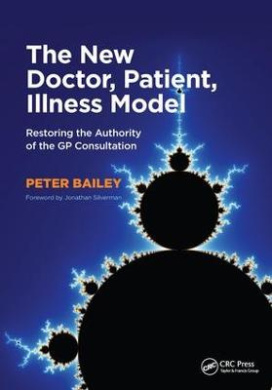 The New
Doctor, Patient,
Illness Model
Restoring the Authority
of the GP Consultation
PETER BAILEY
Foreword by Jonathan Silverman
CRC Press
Taylor & Francis Group